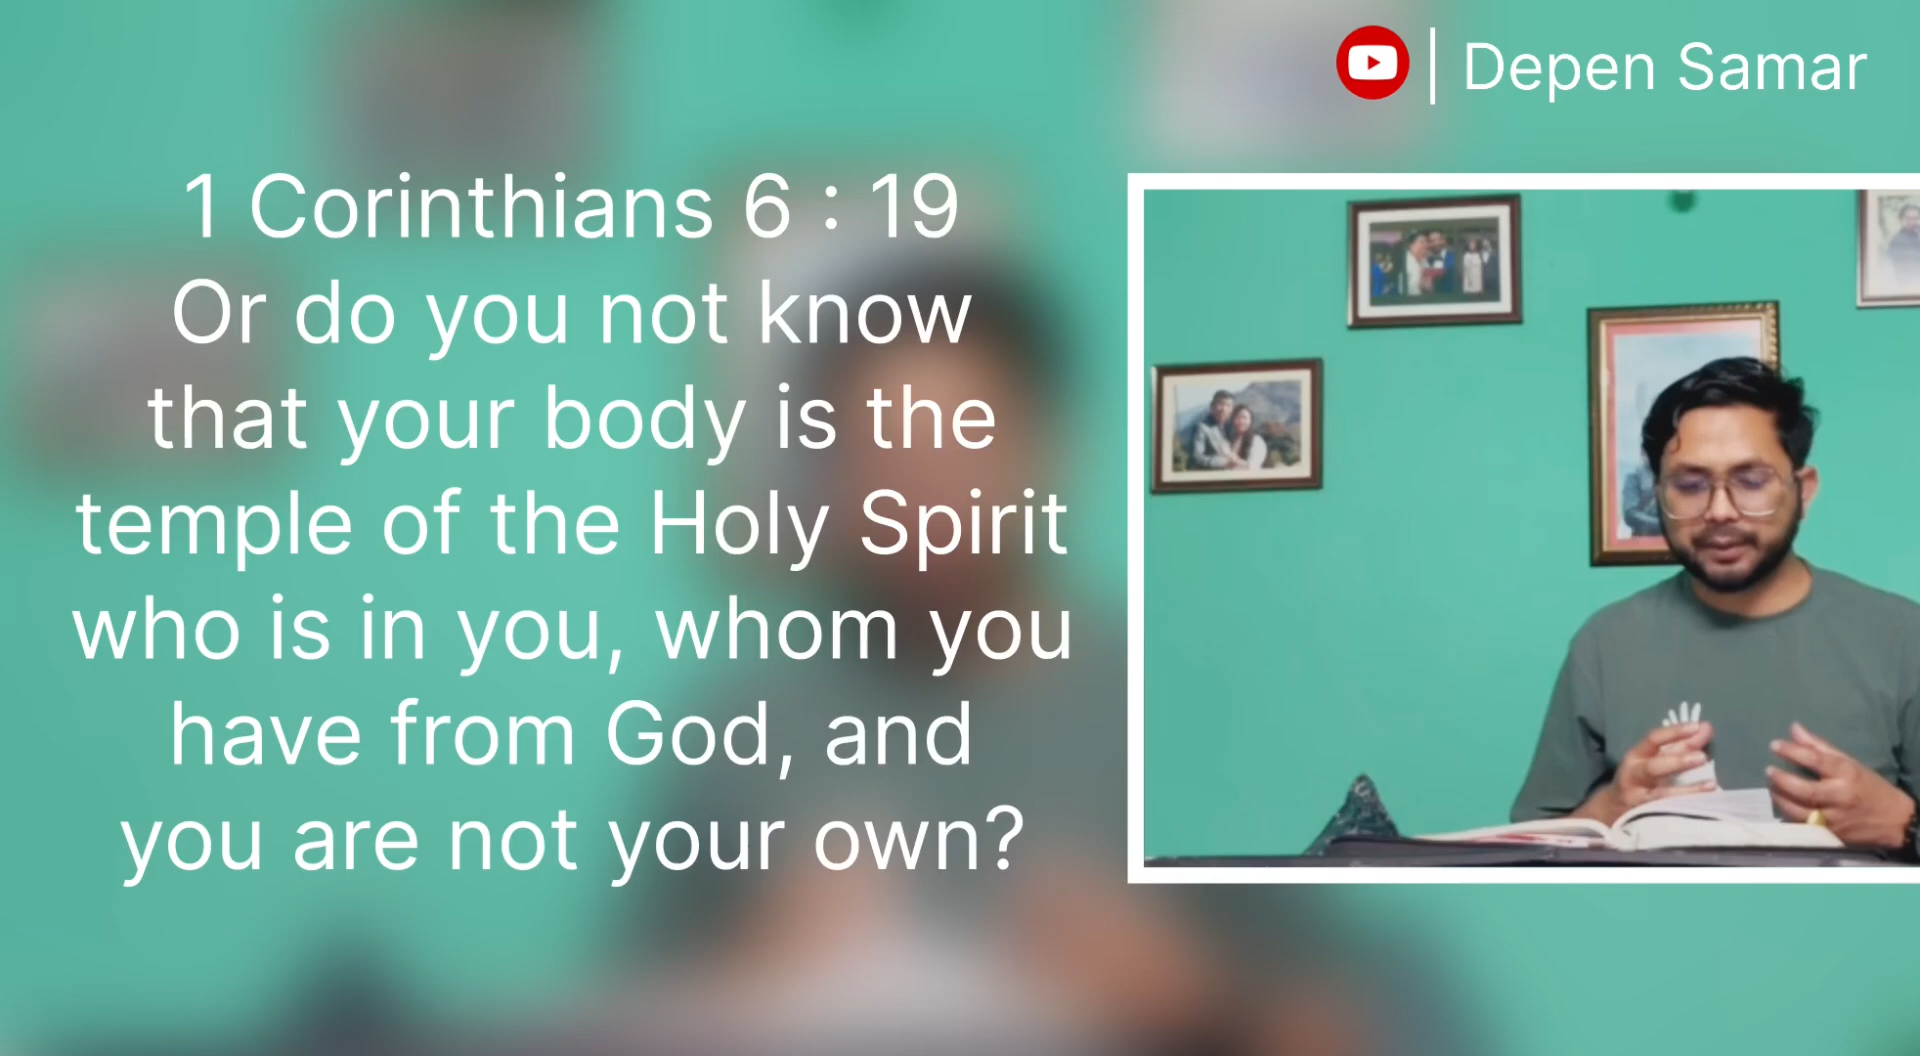 Depen Samar
1 Corinthians 6 : 19
Or do you not know
that your body is the
temple of the Holy Spirit
who is in you, whom you
have from God, and
you are not your own?